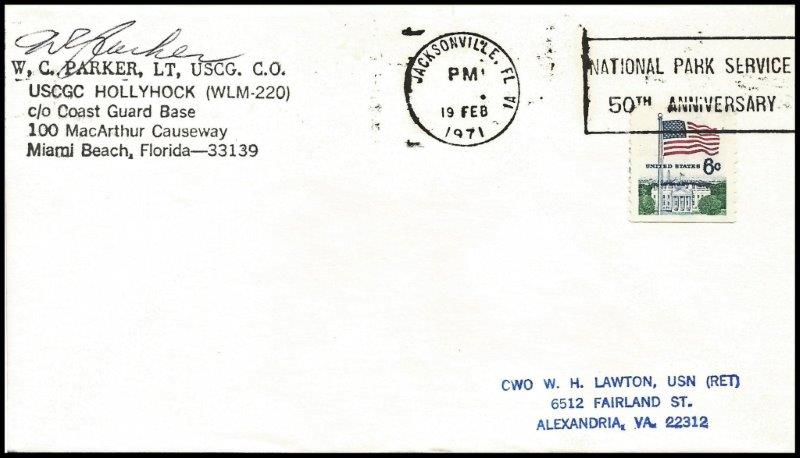 WC Parker
W. C. PARKER, LT, USCG. C.O.
USCGC HOLLYHOCK (WLM-220)
c/o Coast Guard Base
100 MacArthur Causeway
Miami Beach, Florida—33139
JACKSONVILLE, FL
PM
19 FEB
1971
NATIONAL PARK SERVICE
50TH ANNIVERSARY
UNITED STATES 6c
CWO W. H. LAWTON, USN (RET)
6512 FAIRLAND ST.
ALEXANDRIA, VA. 22312